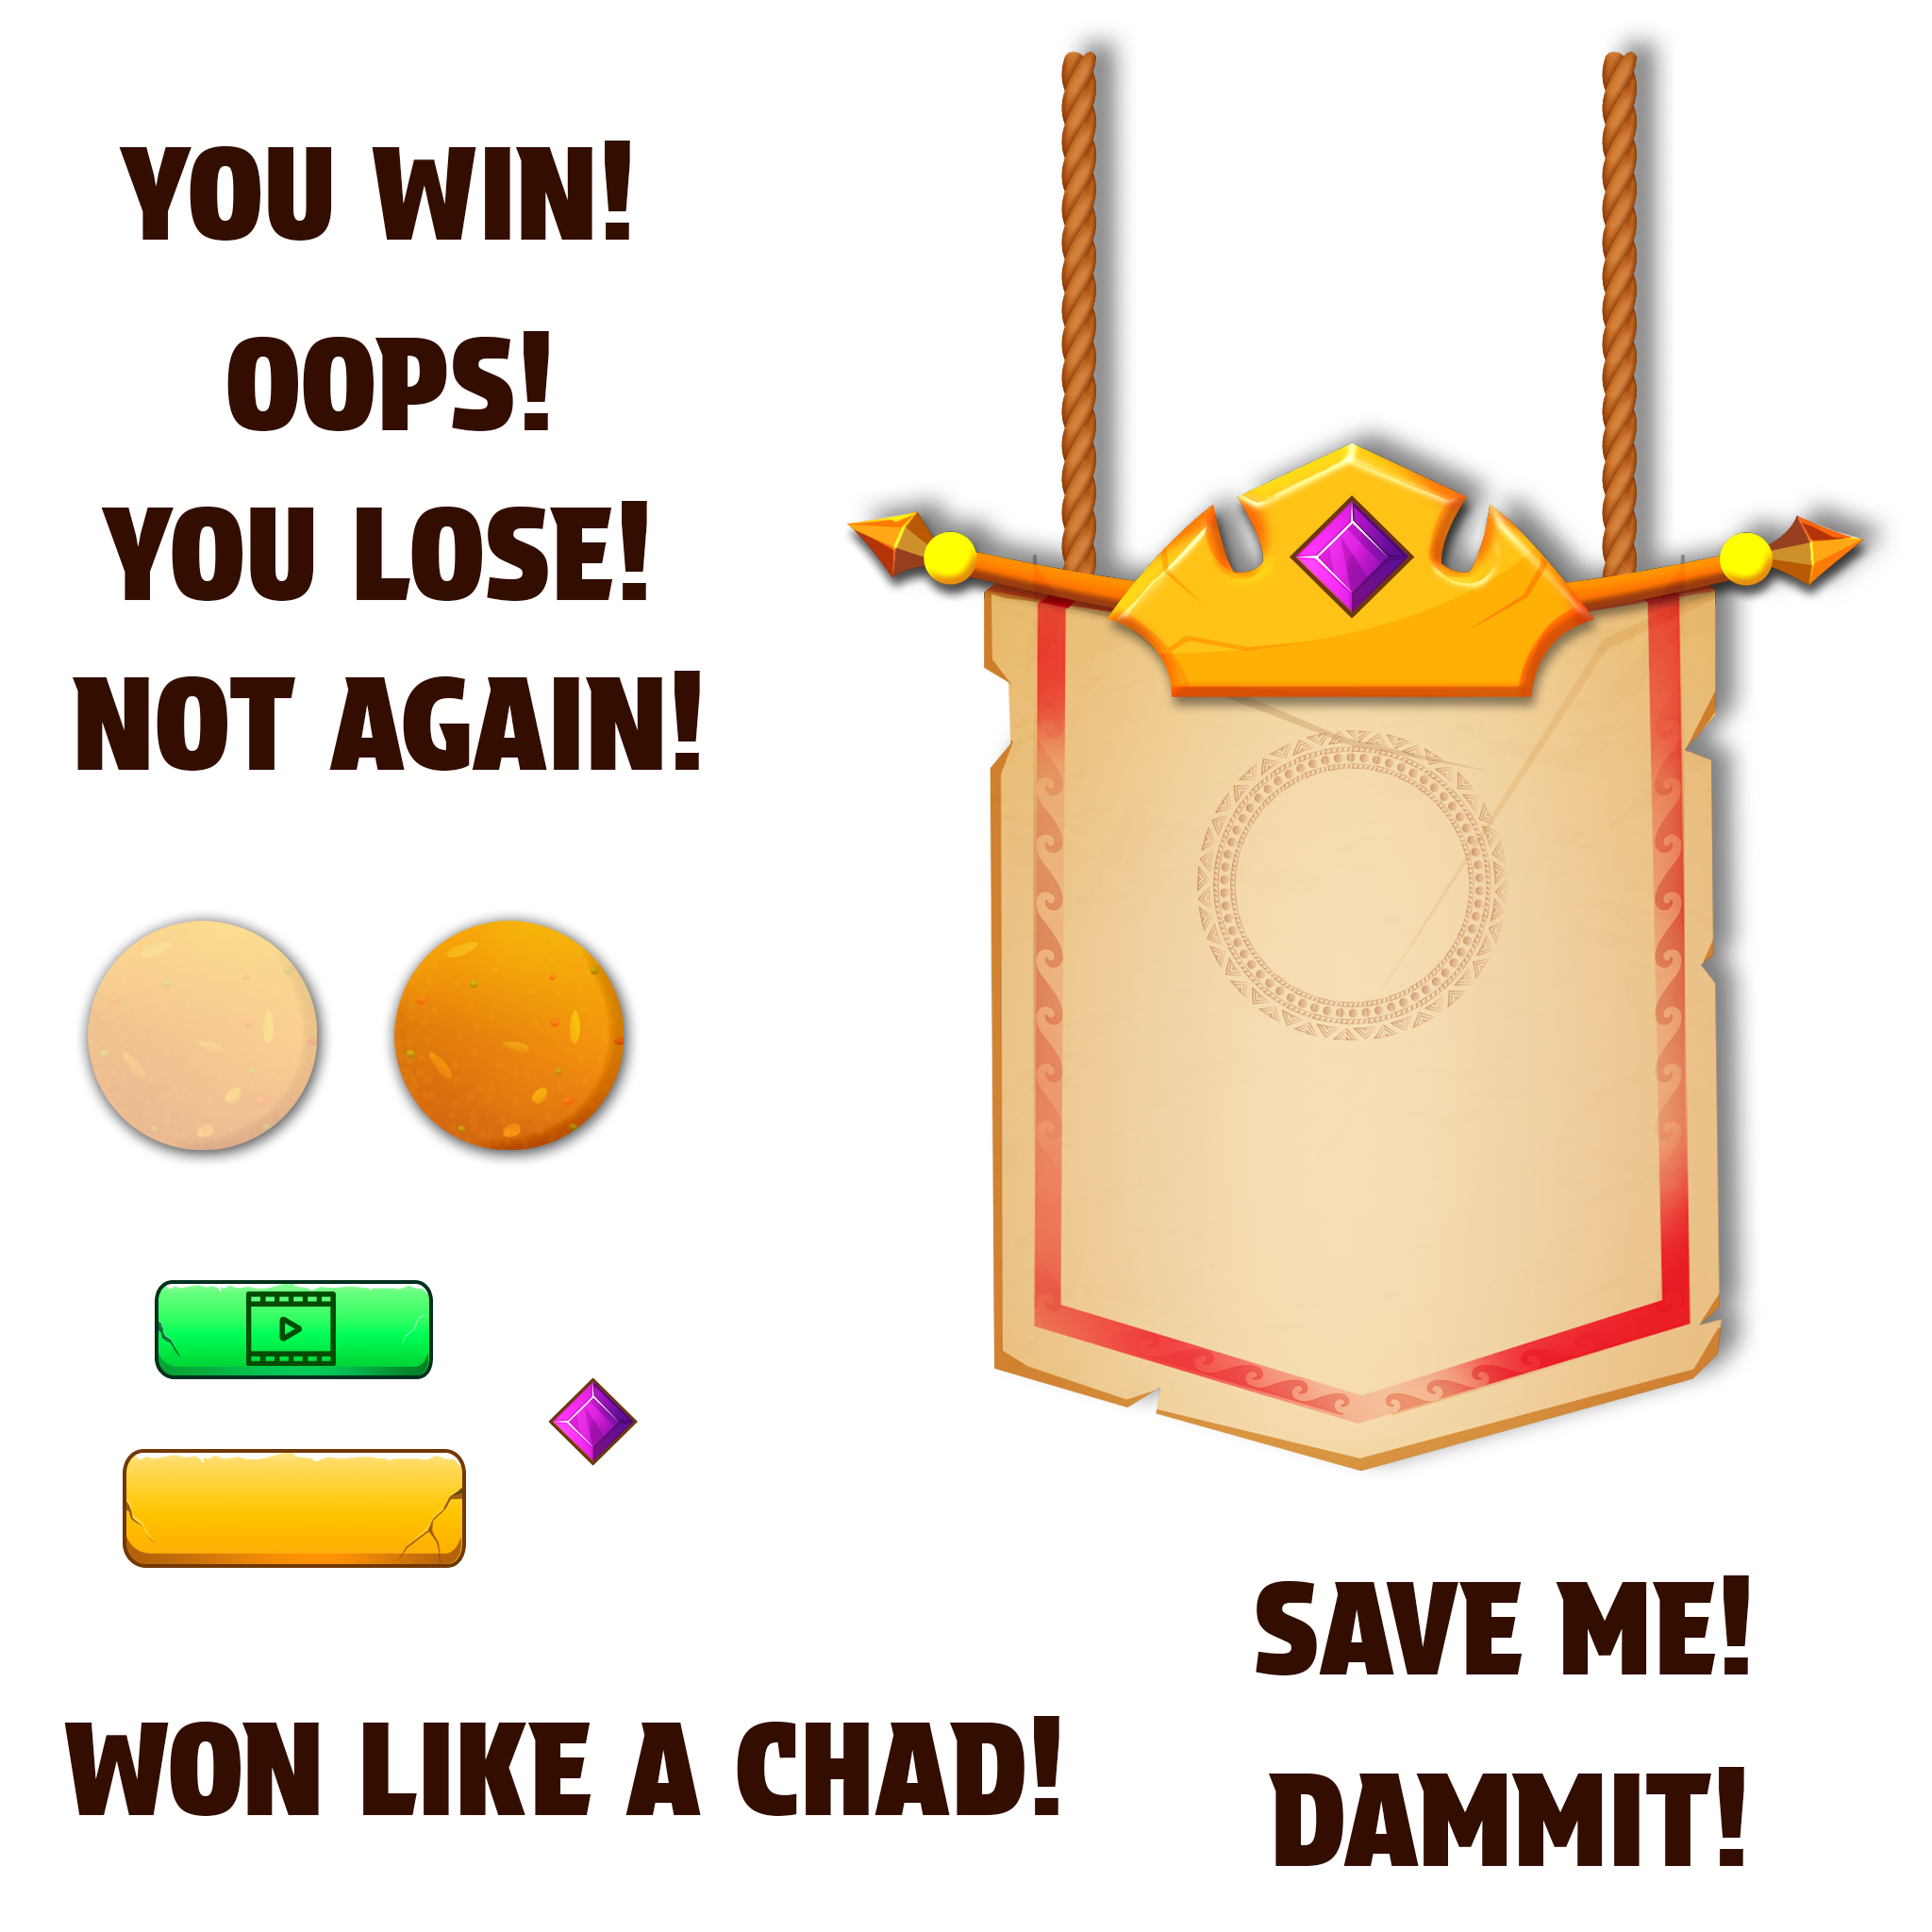 YOU WIN!
OOPS!
YOU LOSE!
NOT AGAIN!
SAVE ME!
WON LIKE A CHAD!
DAMMIT!